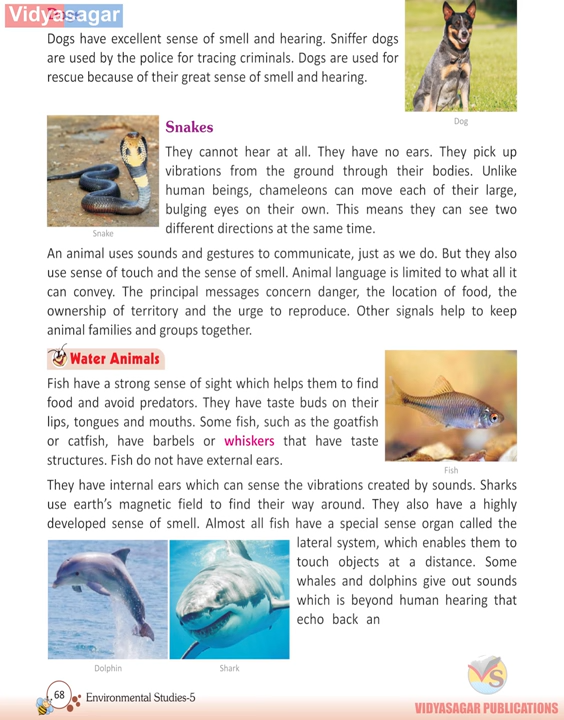 Vidyasagar
Dogs have excellent sense of smell and hearing. Sniffer dogs
are used by the police for tracing criminals. Dogs are used for
rescue because of their great sense of smell and hearing.
Dog
Snakes
They cannot hear at all. They have no ears. They pick up
vibrations from the ground through their bodies. Unlike
human beings, chameleons can move each of their large,
bulging eyes on their own. This means they can see two
different directions at the same time.
Snake
An animal uses sounds and gestures to communicate, just as we do. But they also
use sense of touch and the sense of smell. Animal language is limited to what all it
can convey. The principal messages concern danger, the location of food, the
ownership of territory and the urge to reproduce. Other signals help to keep
animal families and groups together.
Water Animals
Fish have a strong sense of sight which helps them to find
food and avoid predators. They have taste buds on their
lips, tongues and mouths. Some fish, such as the goatfish
or catfish, have barbels or whiskers that have taste
structures. Fish do not have external ears.
Fish
They have internal ears which can sense the vibrations created by sounds. Sharks
use earth's magnetic field to find their way around. They also have a highly
developed sense of smell. Almost all fish have a special sense organ called the
lateral system, which enables them to
touch objects at a distance. Some
whales and dolphins give out sounds
which is beyond human hearing that
echo back an
Dolphin
Shark
68
Environmental Studies-5
VS
VIDYASAGAR PUBLICATIONS